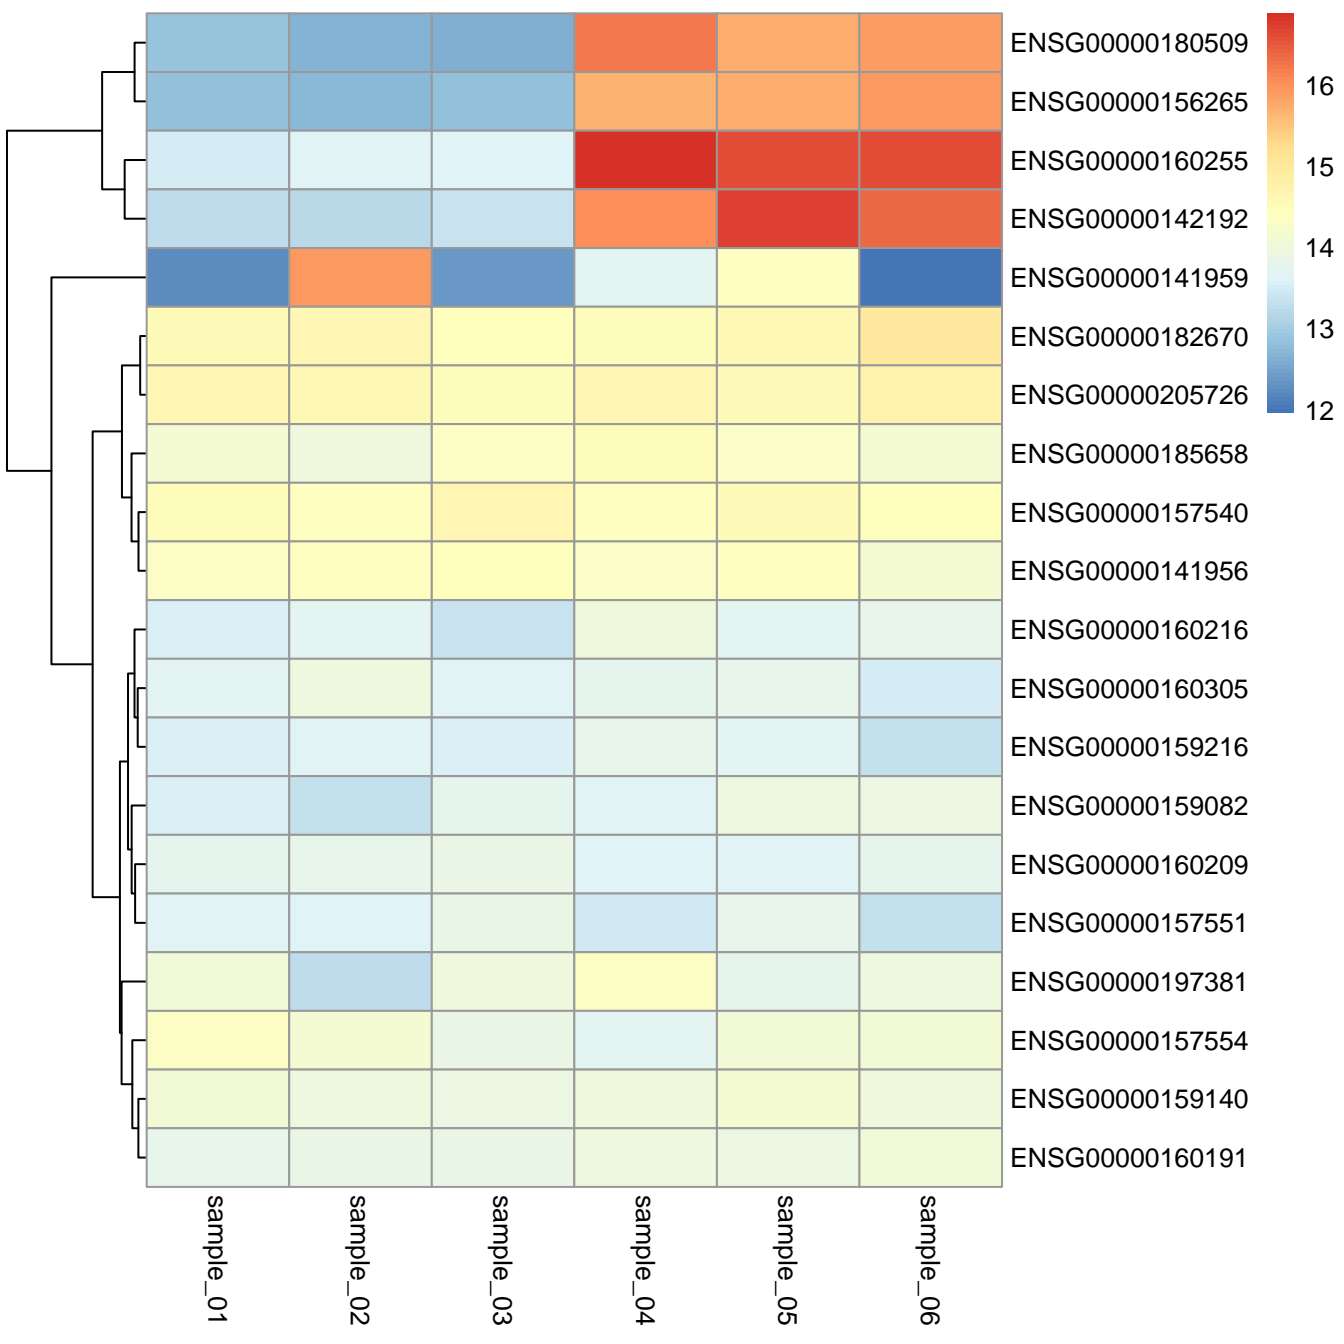 ENSG00000180509
ENSG00000156265
ENSG00000160255
ENSG00000142192
ENSG00000141959
ENSG00000182670
ENSG00000205726
ENSG00000185658
ENSG00000157540
ENSG00000141956
ENSG00000160216
ENSG00000160305
ENSG00000159216
ENSG00000159082
ENSG00000160209
ENSG00000157551
ENSG00000197381
ENSG00000157554
ENSG00000159140
ENSG00000160191
16
15
14
13
12
sample_01
sample_02
sample_03
sample_04
sample_05
sample_06